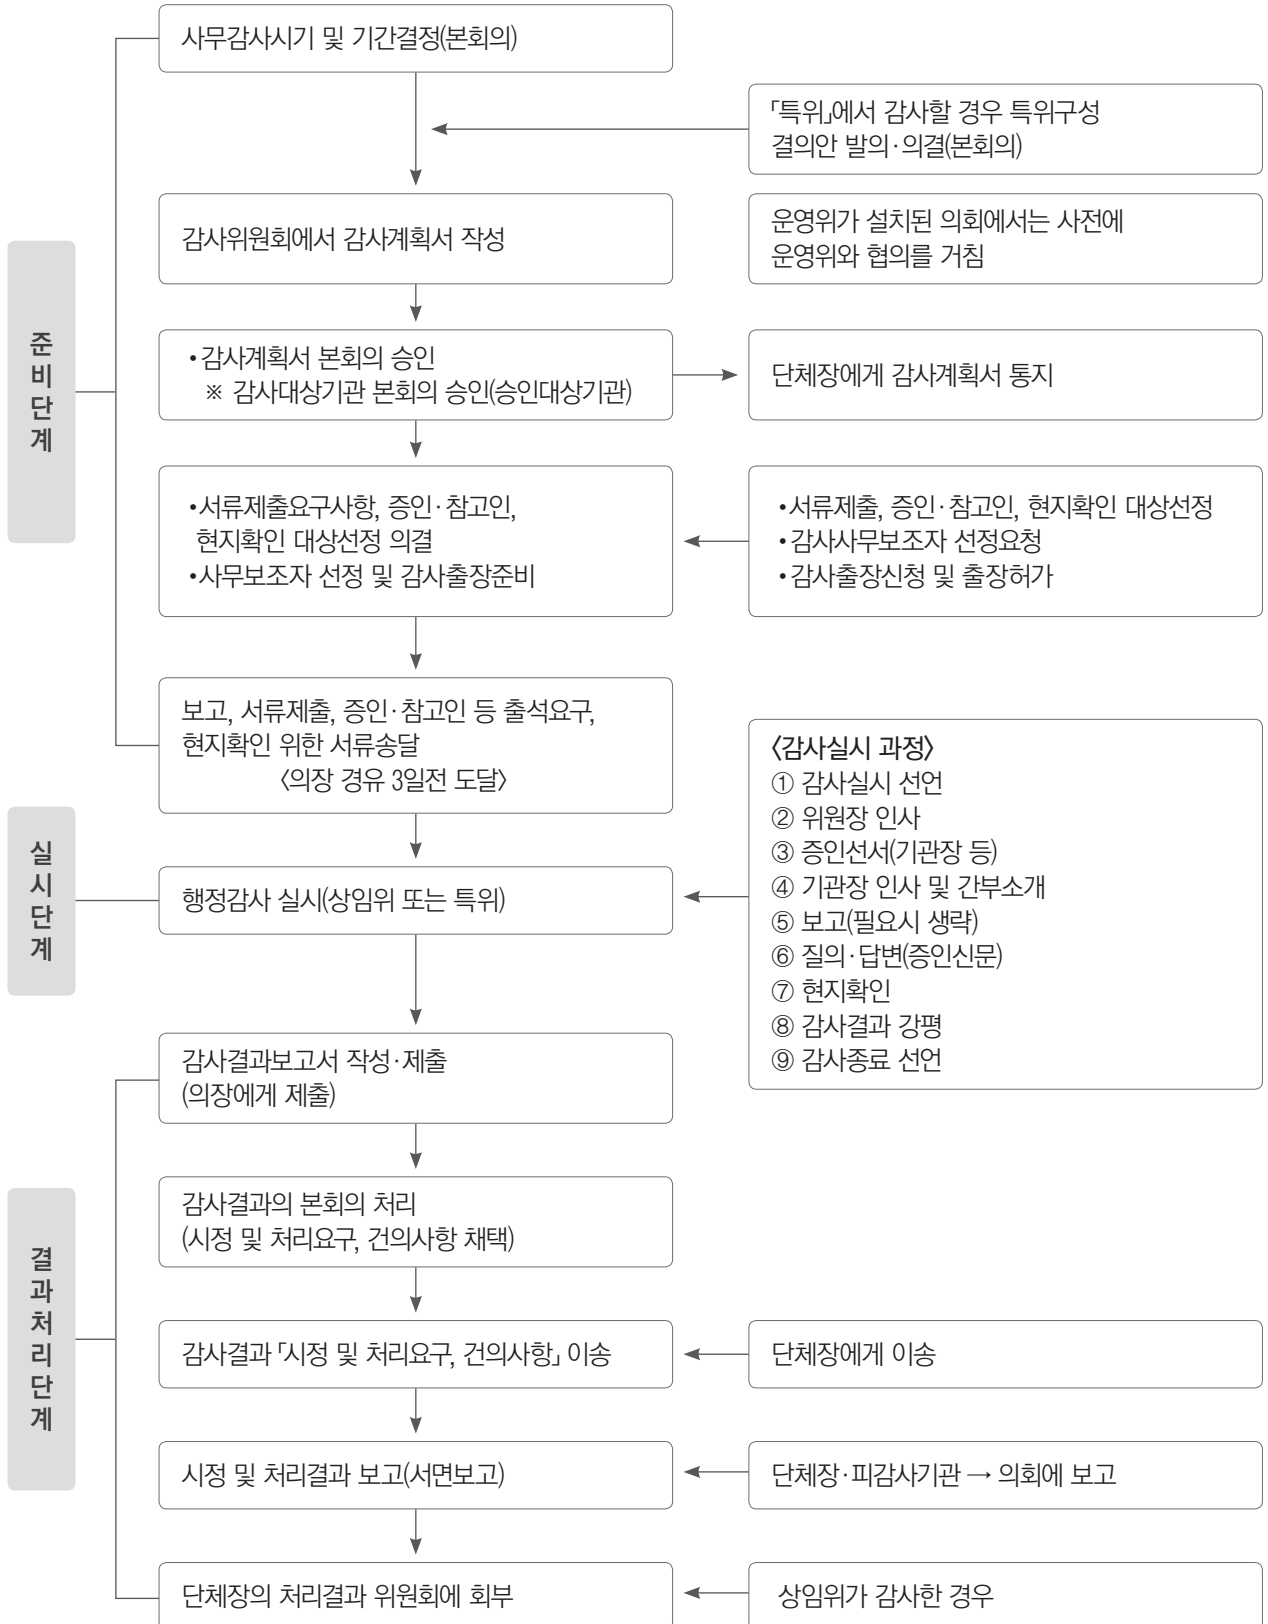 사무감사시기 및 기간결정(본회의)
「특위」에서 감사할 경우 특위구성
결의안 발의·의결(본회의)
감사위원회에서 감사계획서 작성
운영위가 설치된 의회에서는 사전에
운영위와 협의를 거침
준비단계
•감사계획서 본회의 승인
※ 감사대상기관 본회의 승인(승인대상기관)
단체장에게 감사계획서 통지
•서류제출요구사항, 증인·참고인,
현지확인 대상선정 의결
•사무보조자 선정 및 감사출장준비
•서류제출, 증인·참고인, 현지확인 대상선정
•감사사무보조자 선정요청
•감사출장신청 및 출장허가
보고, 서류제출, 증인·참고인 등 출석요구,
현지확인 위한 서류송달
〈의장 경유 3일전 도달〉
실시단계
행정감사 실시(상임위 또는 특위)
〈감사실시 과정〉
① 감사실시 선언
② 위원장 인사
③ 증인선서(기관장 등)
④ 기관장 인사 및 간부소개
⑤ 보고(필요시 생략)
⑥ 질의·답변(증인신문)
⑦ 현지확인
⑧ 감사결과 강평
⑨ 감사종료 선언
감사결과보고서 작성·제출
(의장에게 제출)
결과처리단계
감사결과의 본회의 처리
(시정 및 처리요구, 건의사항 채택)
감사결과 「시정 및 처리요구, 건의사항」 이송
단체장에게 이송
시정 및 처리결과 보고(서면보고)
단체장·피감사기관 → 의회에 보고
단체장의 처리결과 위원회에 회부
상임위가 감사한 경우